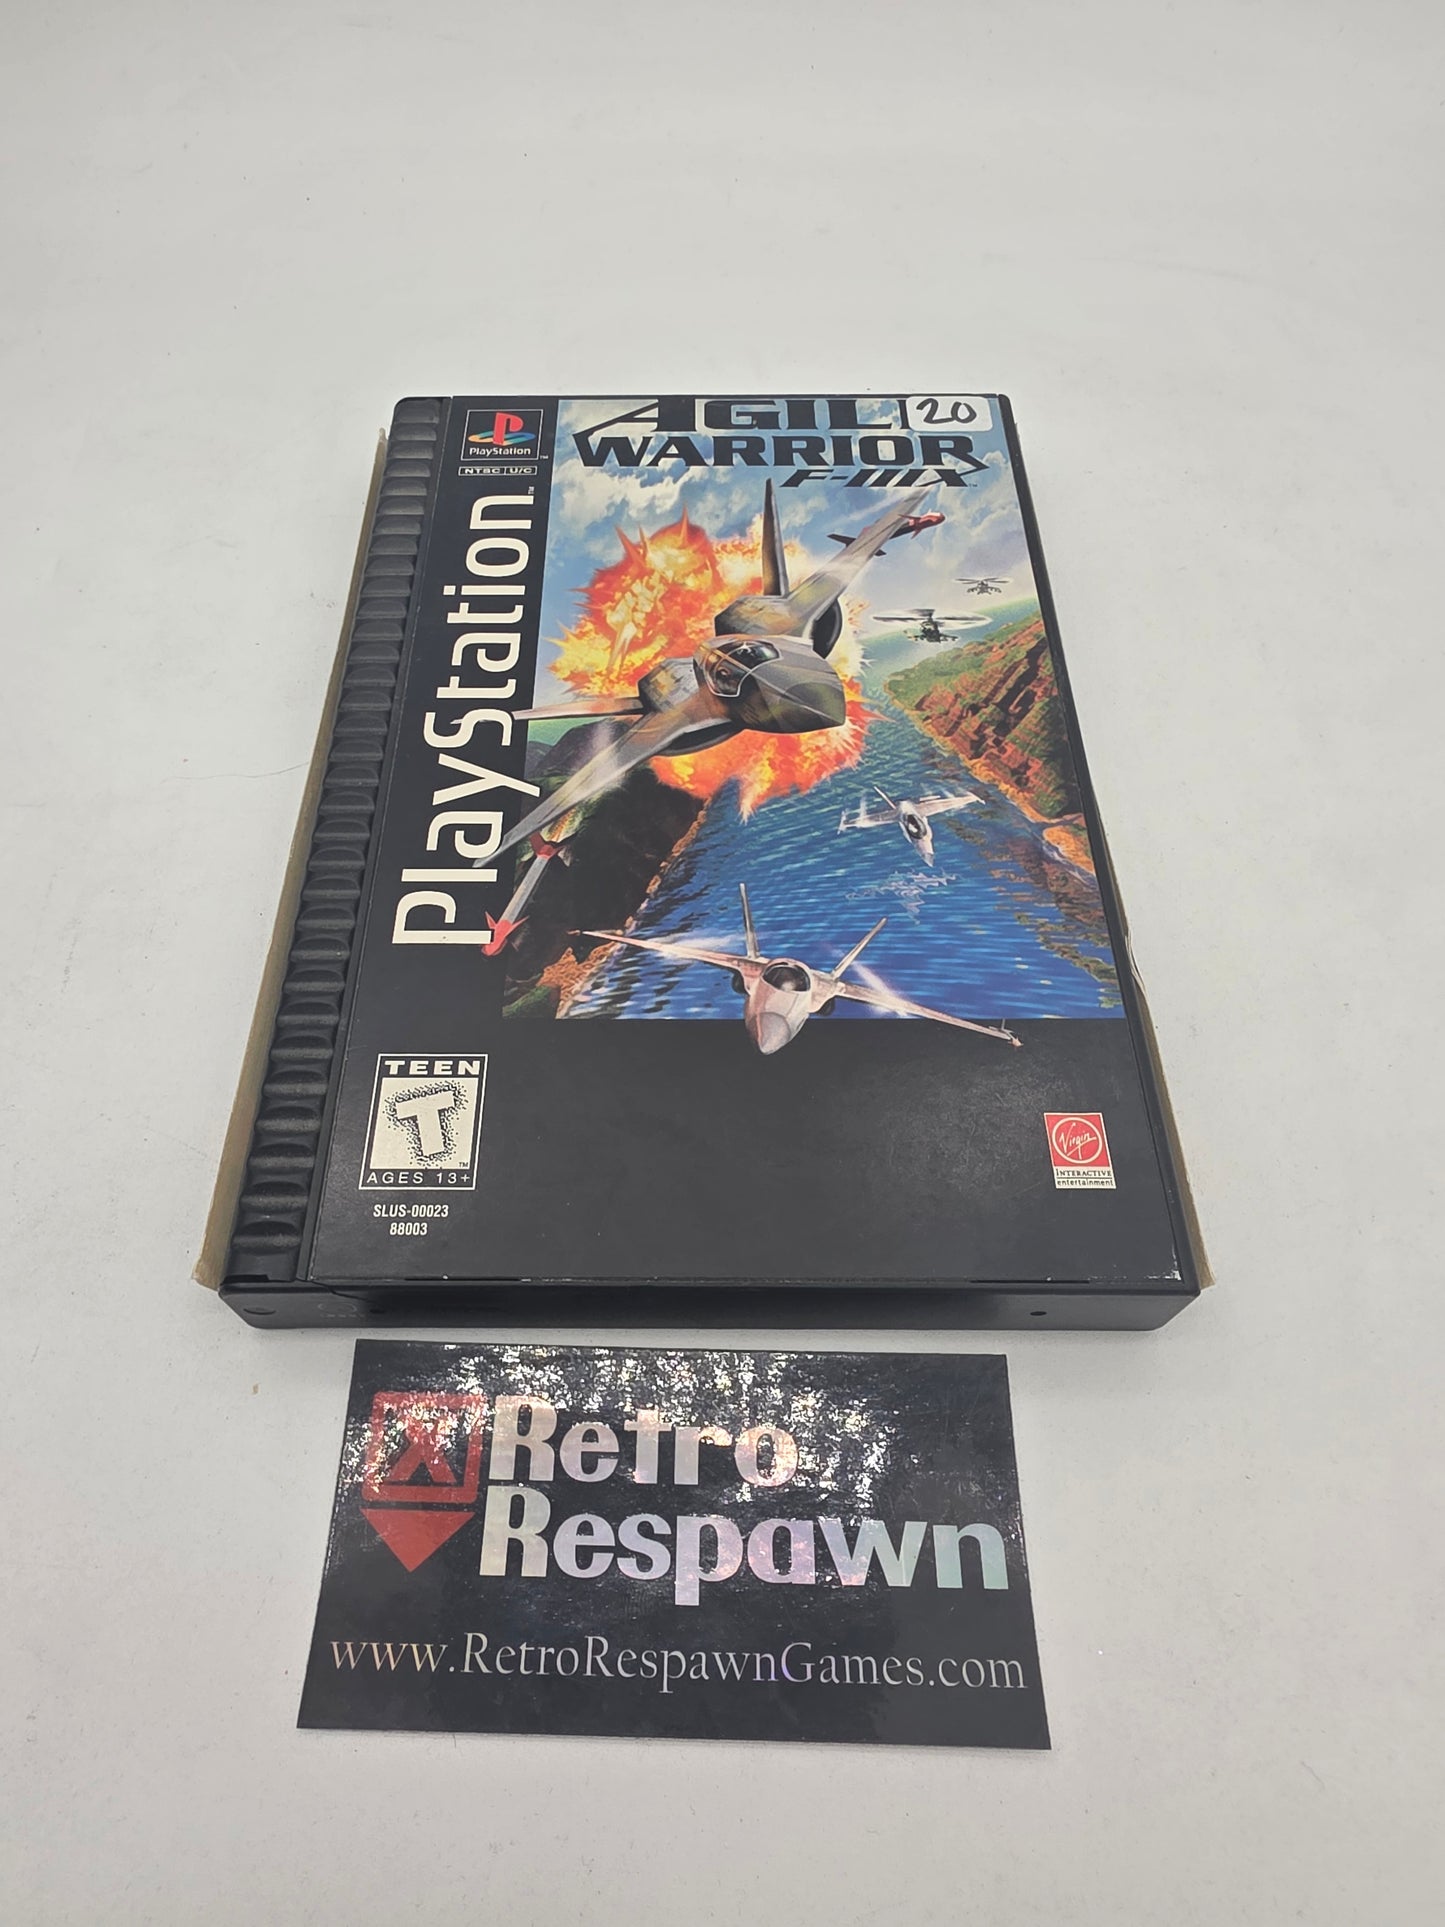 PlayStation
NTSC U/C
PlayStation
20
WARRIOR
F-111X
TEEN
T
AGES 13+
SLUS-00023
88003
Virgin
INTERACTIVE
entertainment
Retro
Respawn
www.RetroRespawnGames.com